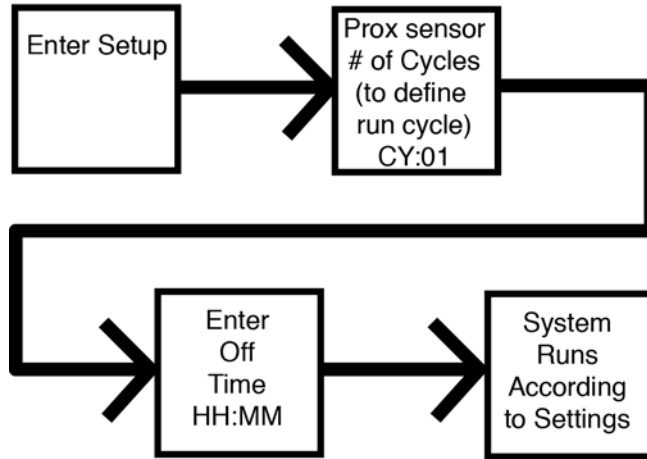 Enter Setup
Prox sensor
# of Cycles
(to define
run cycle)
CY:01
Enter
Off
Time
HH:MM
System
Runs
According
to Settings